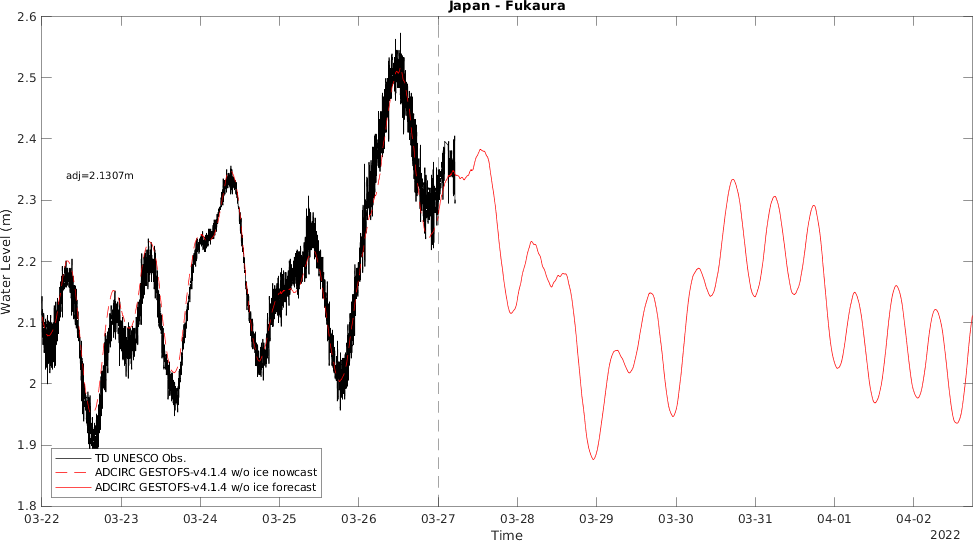 Japan - Fukaura
2.6
2.5
2.4
2.3
2.2
2.1
2
1.9
1.8
Water Level (m)
adj=2.1307m
TD UNESCO Obs.
ADCIRC GESTOFS-v4.1.4 w/o ice nowcast
ADCIRC GESTOFS-v4.1.4 w/o ice forecast
03-22 03-23 03-24 03-25 03-26 03-27 03-28 03-29 03-30 03-31 04-01 04-02
Time
2022